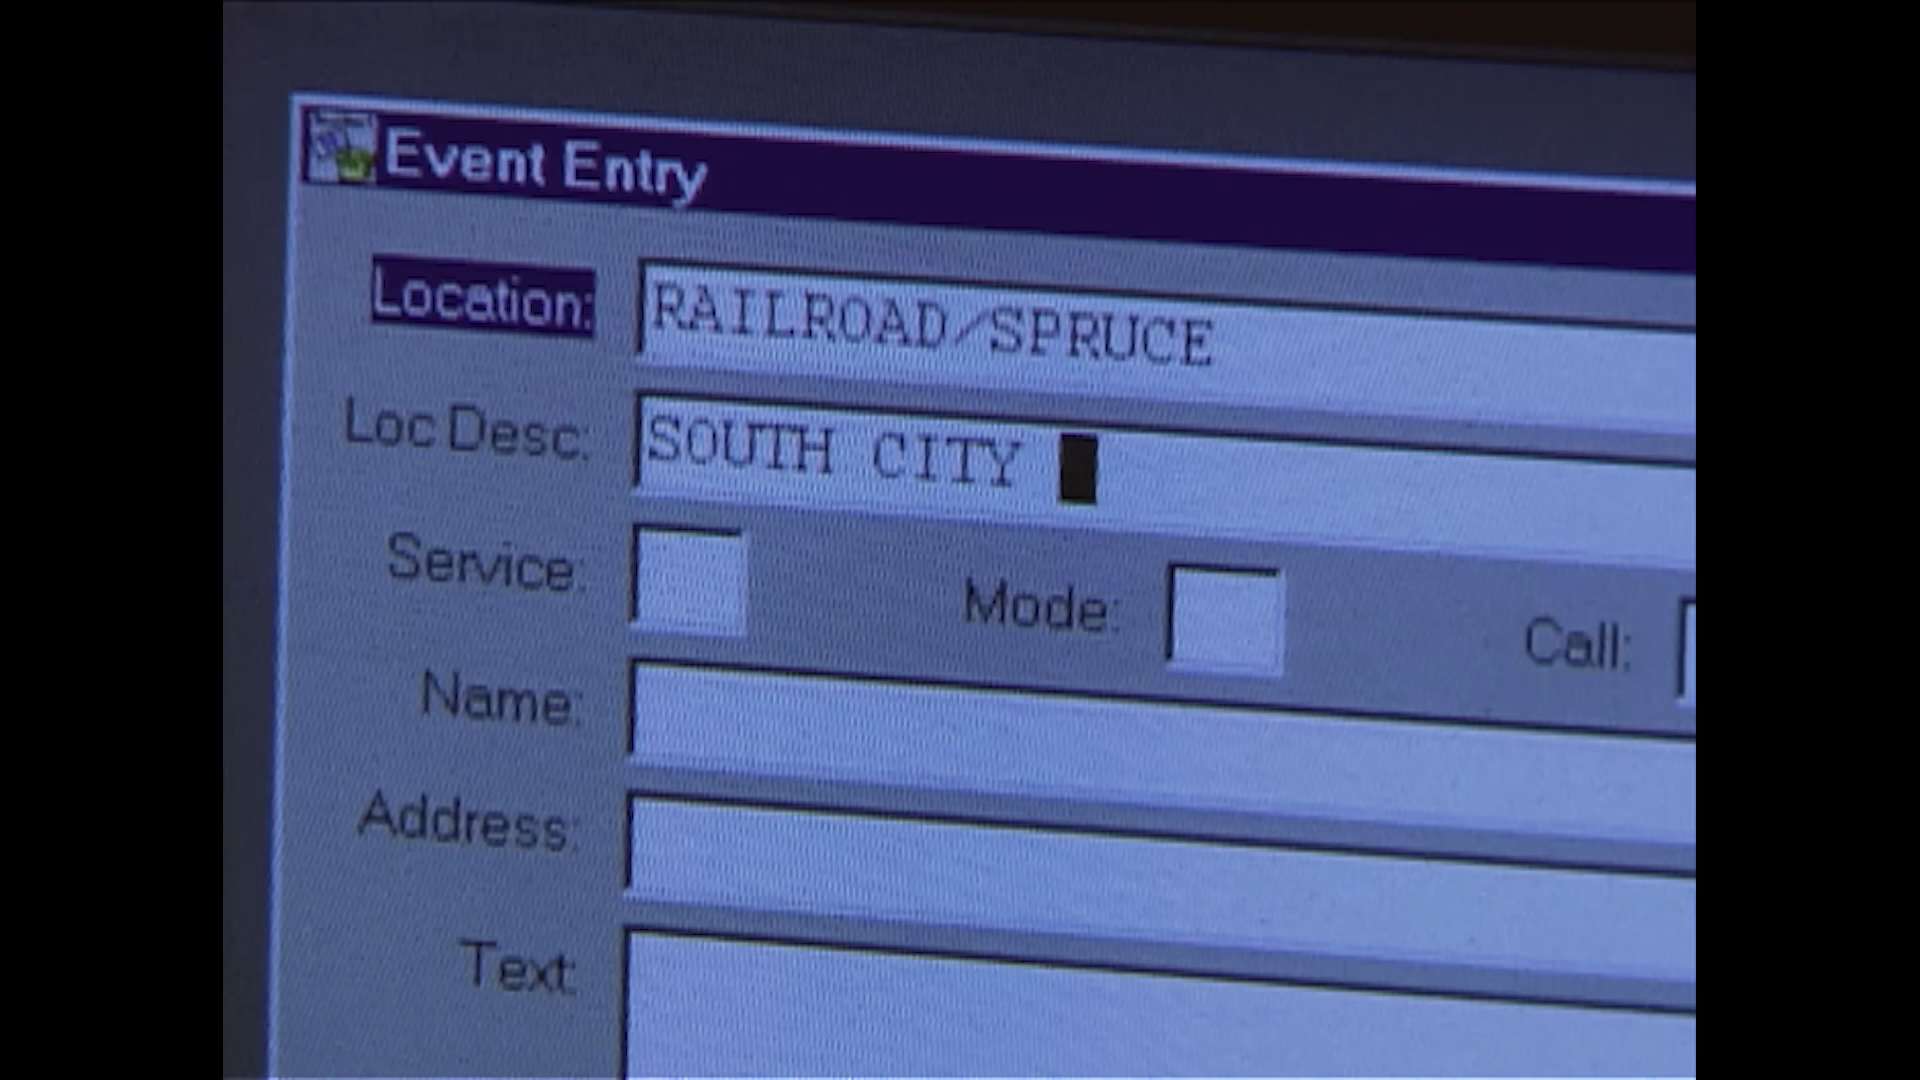 Event Entry
Location: RAILROAD/SPRUCE
Loc Desc: SOUTH CITY
Service: Mode: Call:
Name:
Address:
Text: